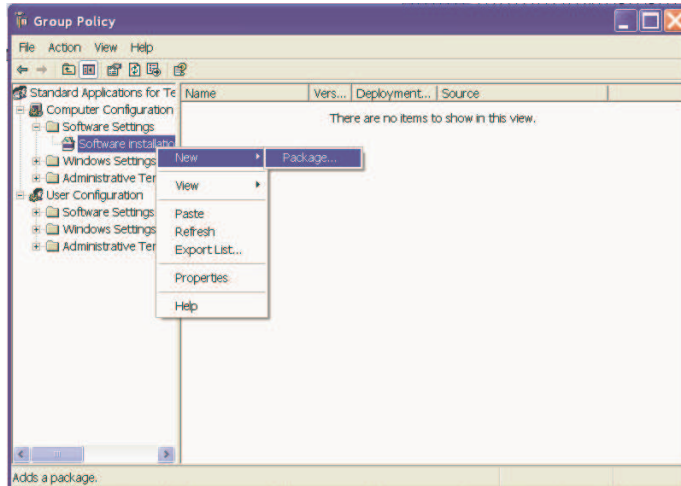 Group Policy
File Action View Help
Standard Applications for Te
Computer Configuration
Software Settings
Software installatio
Windows Settings
Administrative Ter
User Configuration
Software Settings
Windows Settings
Administrative Ter
Name Vers... Deployment... Source
There are no items to show in this view.
New
View
Paste
Refresh
Export List...
Properties
Help
Package...
Adds a package.